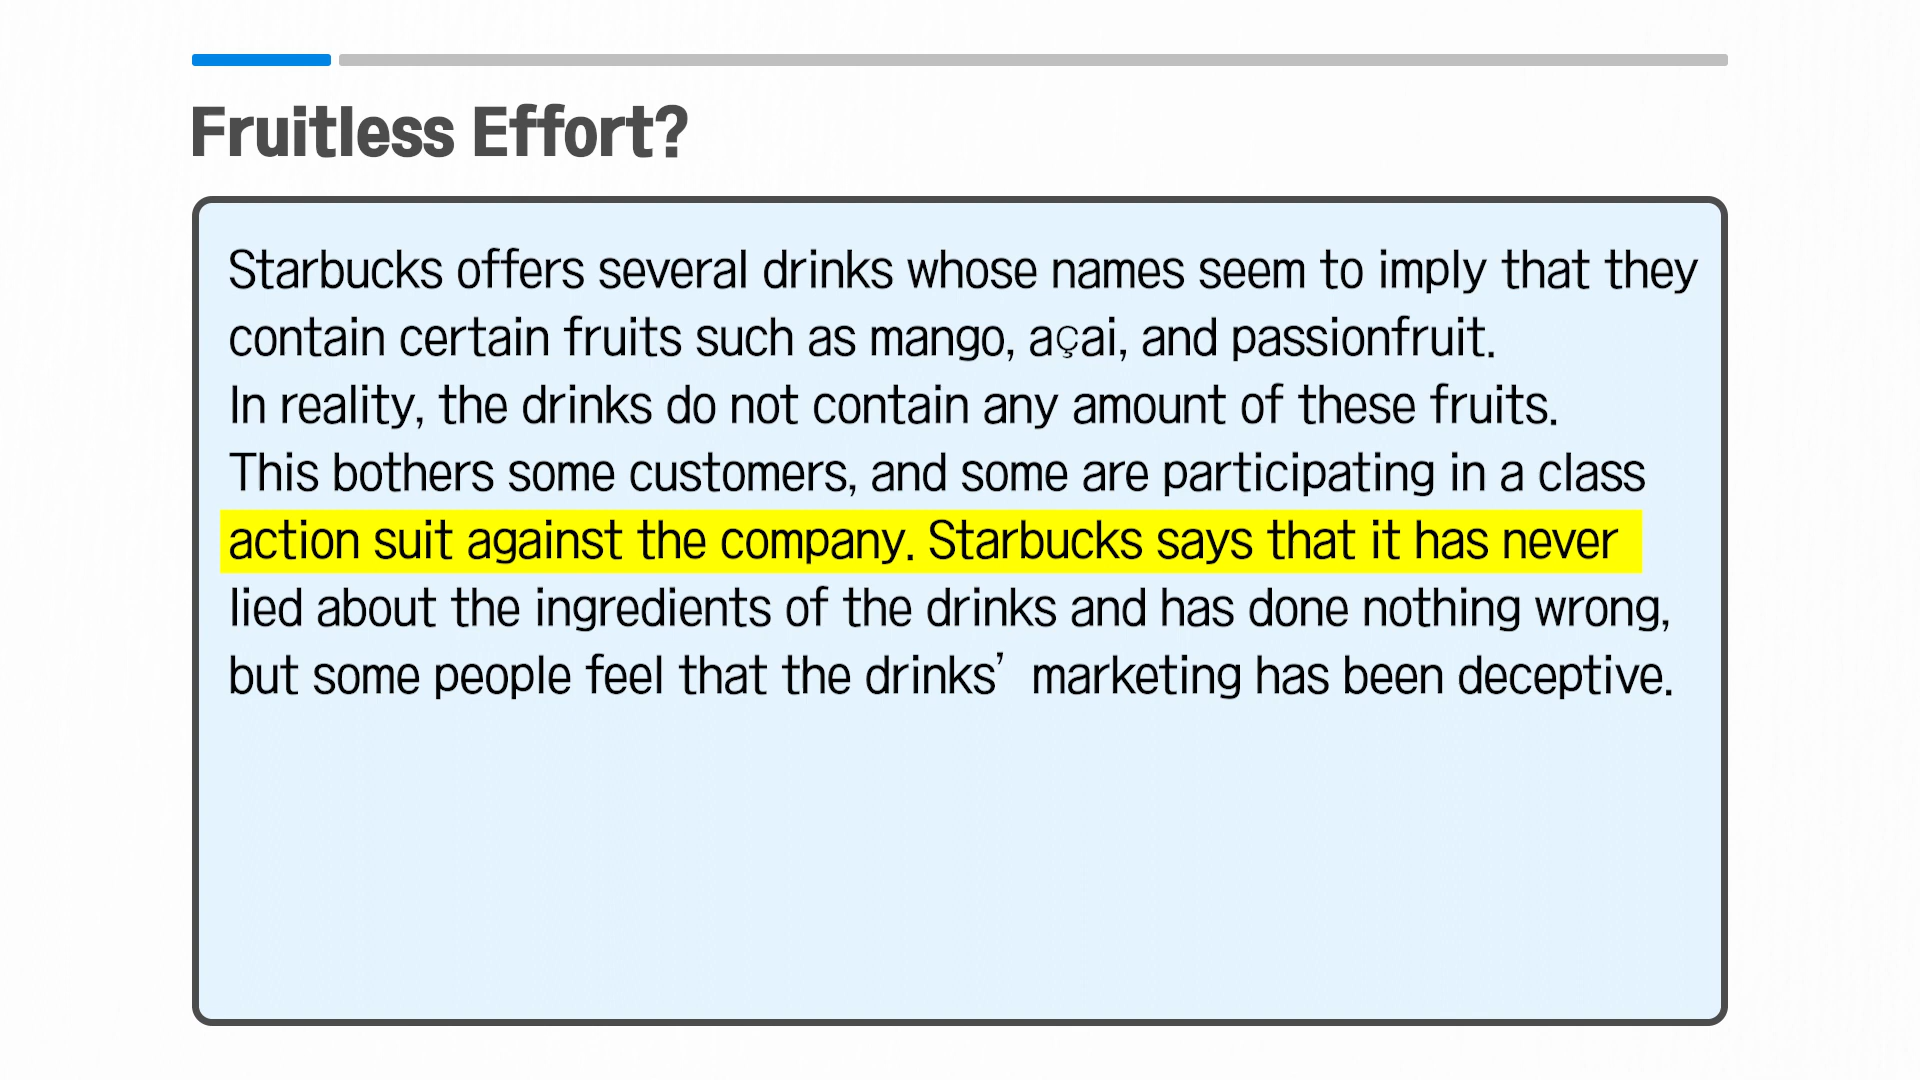 Fruitless Effort?
Starbucks offers several drinks whose names seem to imply that they
contain certain fruits such as mango, açai, and passionfruit.
In reality, the drinks do not contain any amount of these fruits.
This bothers some customers, and some are participating in a class
action suit against the company. Starbucks says that it has never
lied about the ingredients of the drinks and has done nothing wrong,
but some people feel that the drinks’ marketing has been deceptive.